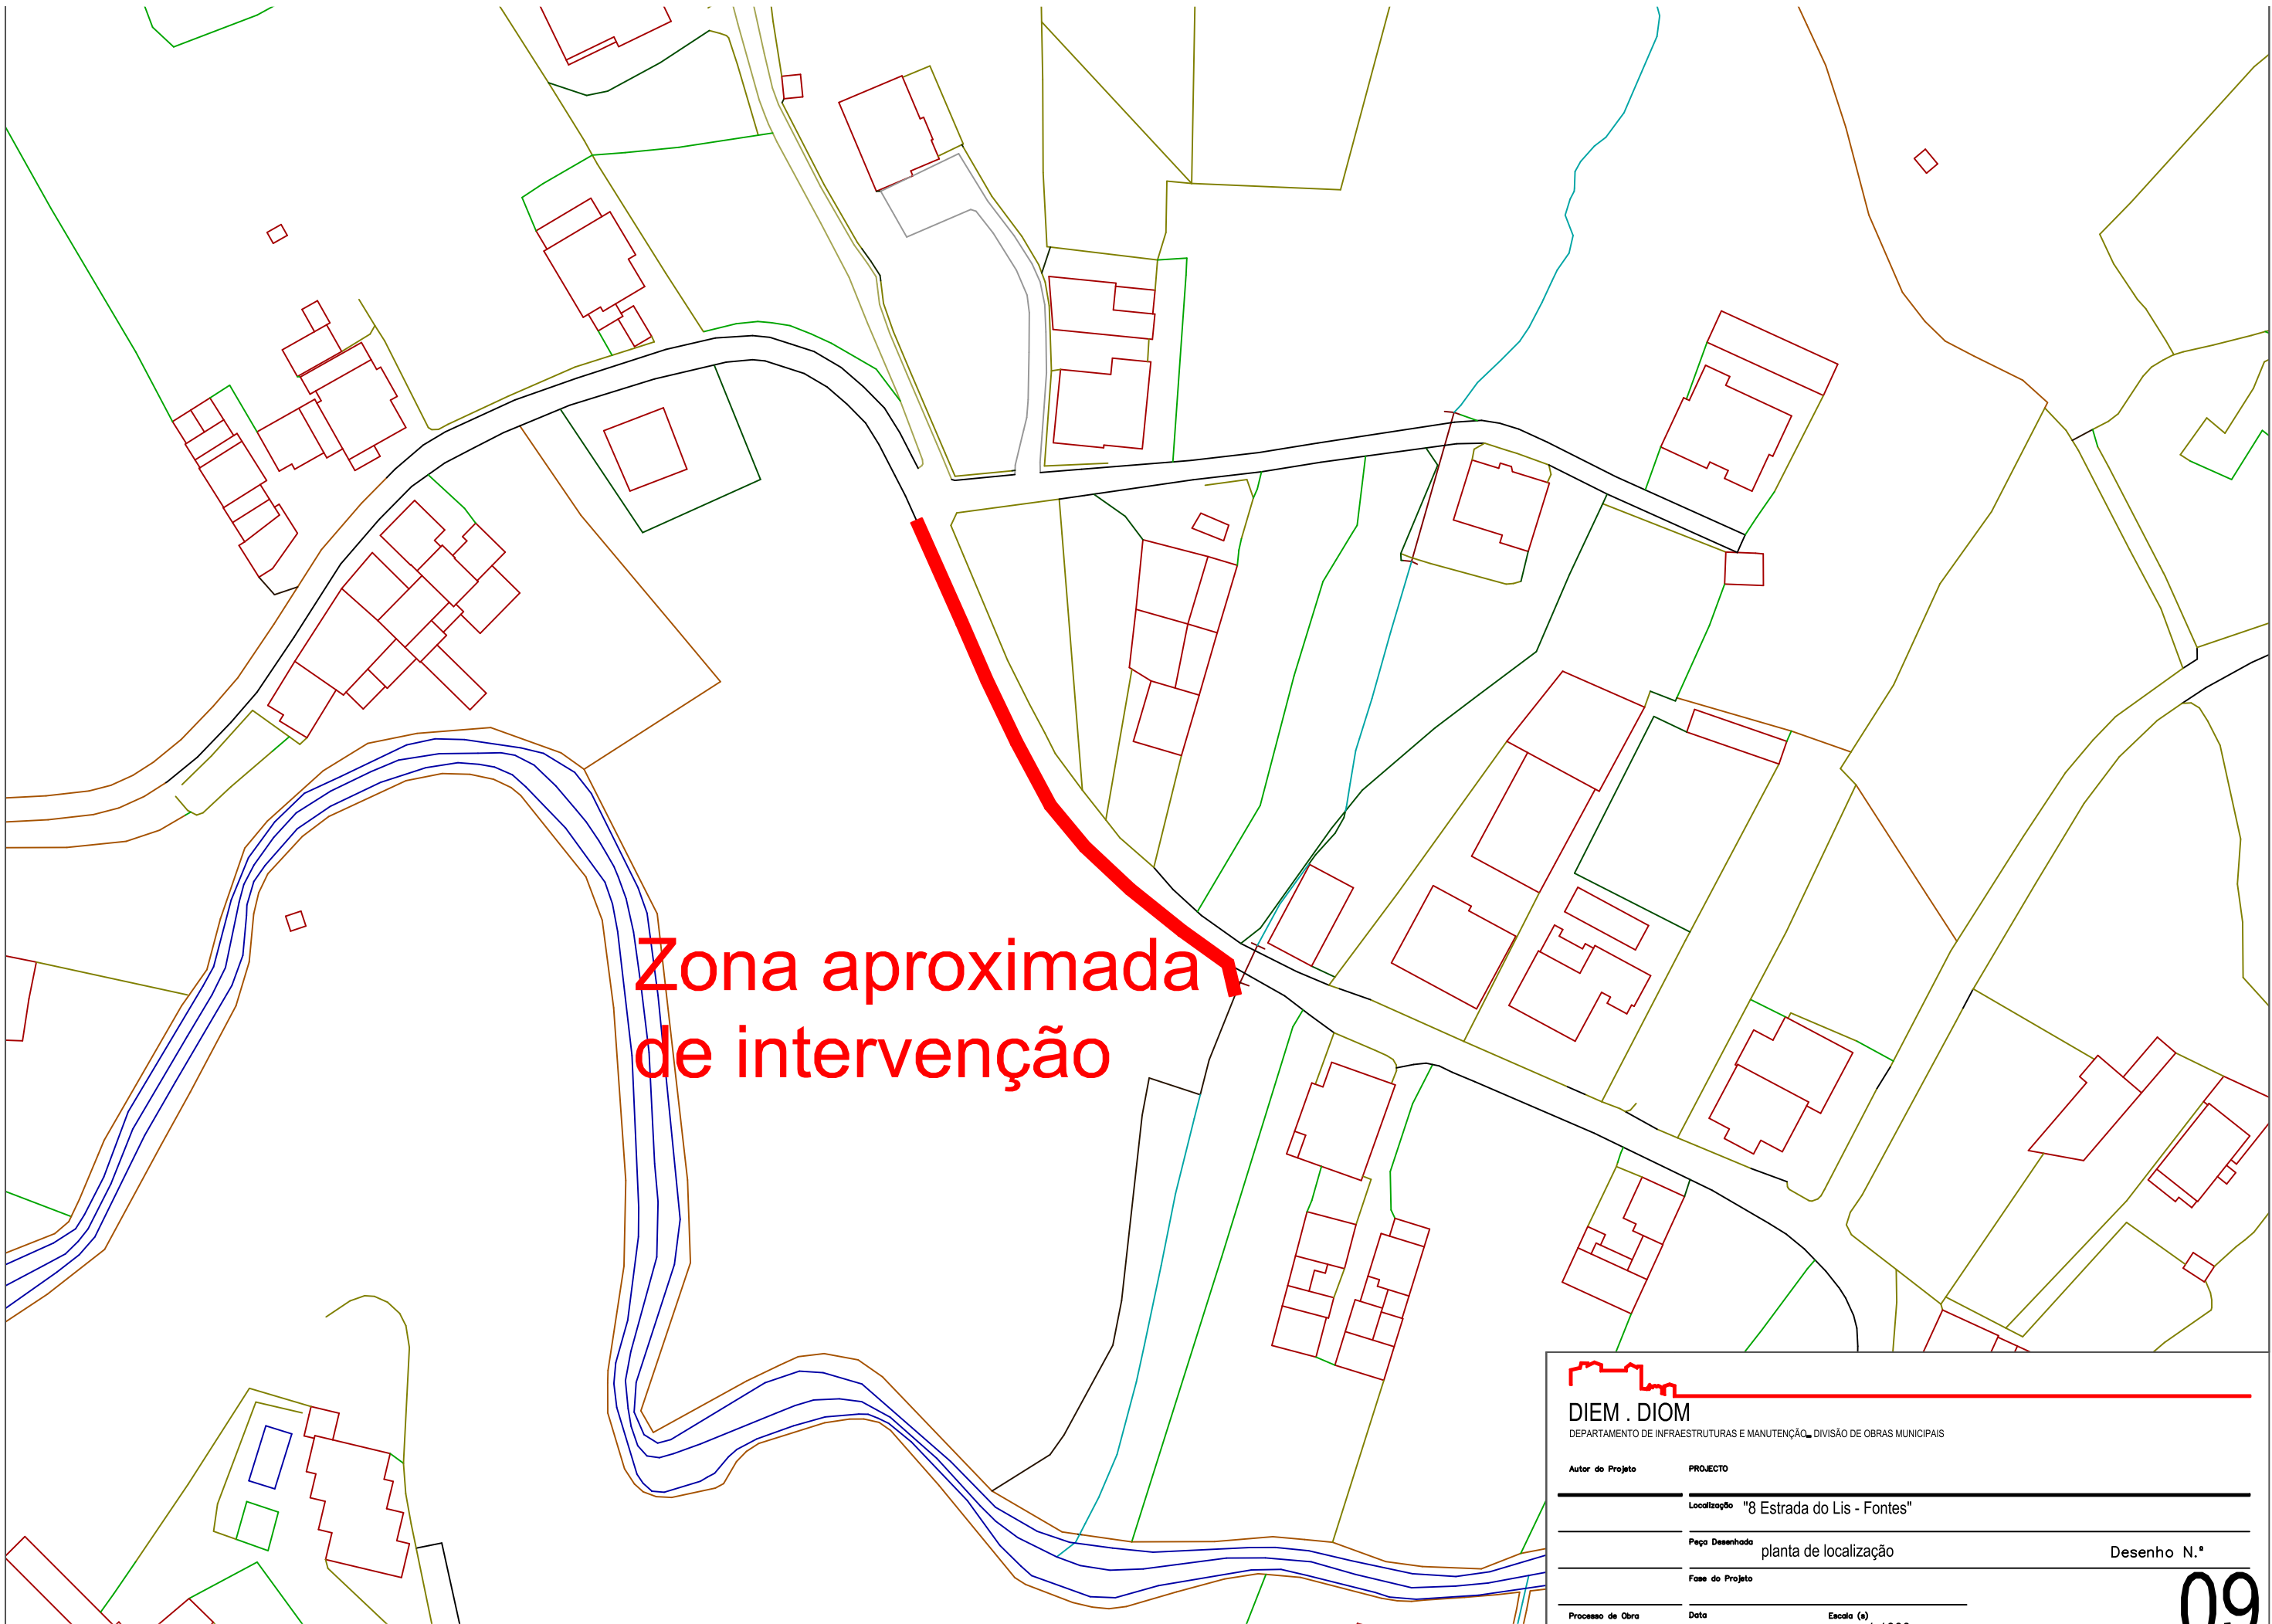 Zona aproximada
de intervenção
DIEM . DIOM
DEPARTAMENTO DE INFRAESTRUTURAS E MANUTENÇÃO_ DIVISÃO DE OBRAS MUNICIPAIS
Autor do Projeto PROJECTO
Localização "8 Estrada do Lis - Fontes"
Peça Desenhada planta de localização Desenho N.º
Fase do Projeto
09
Processo de Obra Data Escala (s)